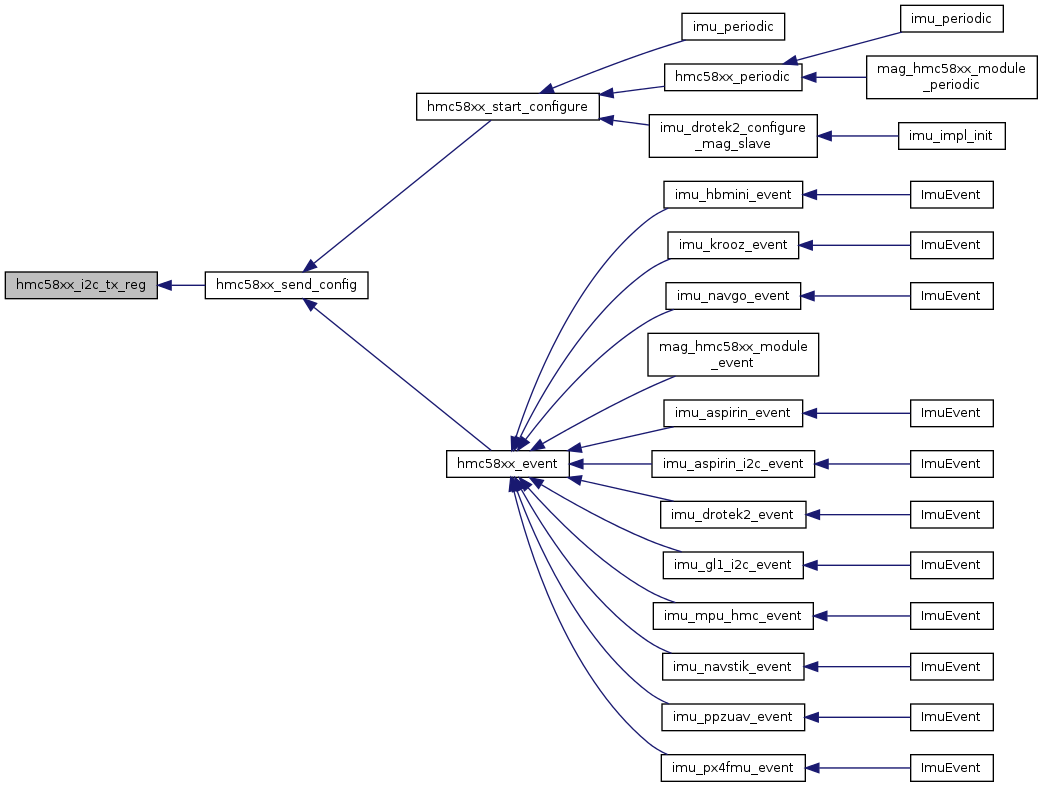 imu_periodic
imu_periodic
hmc58xx_periodic
mag_hmc58xx_module
_periodic
hmc58xx_start_configure
imu_drotek2_configure
_mag_slave
imu_impl_init
imu_hbmini_event
ImuEvent
imu_krooz_event
ImuEvent
hmc58xx_i2c_tx_reg
hmc58xx_send_config
imu_navgo_event
ImuEvent
mag_hmc58xx_module
_event
imu_aspirin_event
ImuEvent
hmc58xx_event
imu_aspirin_i2c_event
ImuEvent
imu_drotek2_event
ImuEvent
imu_gl1_i2c_event
ImuEvent
imu_mpu_hmc_event
ImuEvent
imu_navstik_event
ImuEvent
imu_ppzuav_event
ImuEvent
imu_px4fmu_event
ImuEvent